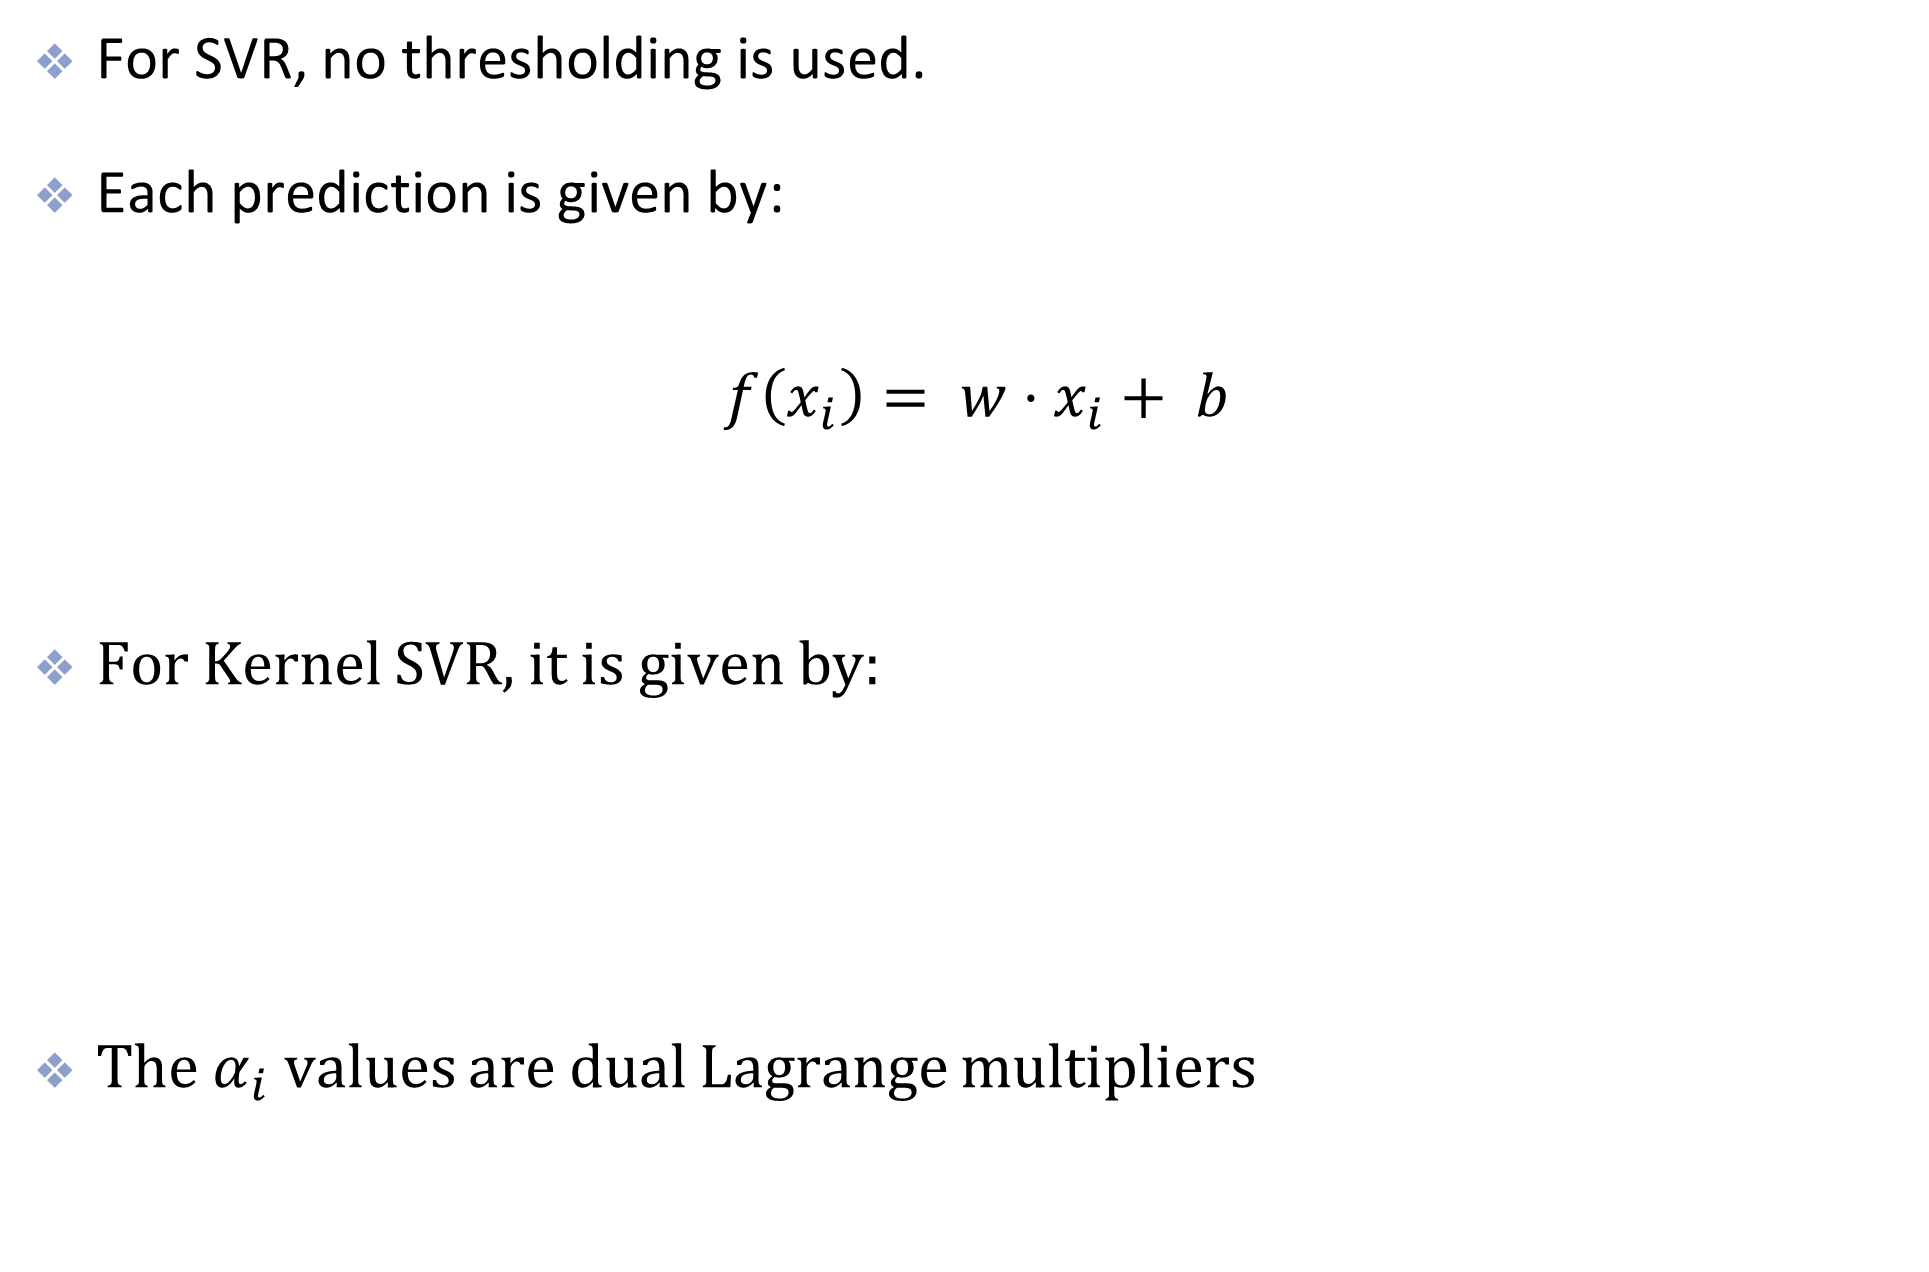 ❖ For SVR, no thresholding is used.
❖ Each prediction is given by:
f(xᵢ) = w · xᵢ + b
❖ For Kernel SVR, it is given by:
❖ The αᵢ values are dual Lagrange multipliers